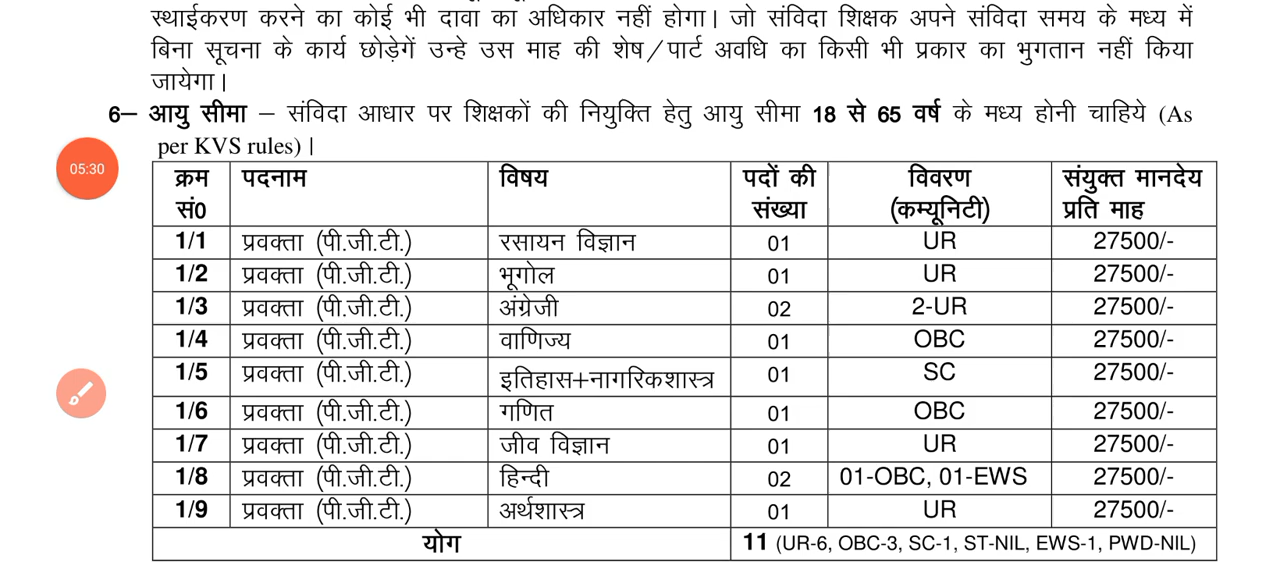 स्थाईकरण करने का कोई भी दावा का अधिकार नहीं होगा। जो संविदा शिक्षक अपने संविदा समय के मध्य में
बिना सूचना के कार्य छोड़ेगें उन्हे उस माह की शेष/पार्ट अवधि का किसी भी प्रकार का भुगतान नहीं किया
जायेगा।
6– आयु सीमा – संविदा आधार पर शिक्षकों की नियुक्ति हेतु आयु सीमा 18 से 65 वर्ष के मध्य होनी चाहिये (As
per KVS rules)।
05:30
क्रम सं0 पदनाम विषय पदों की संख्या विवरण (कम्यूनिटी) संयुक्त मानदेय प्रति माह
1/1 प्रवक्ता (पी.जी.टी.) रसायन विज्ञान 01 UR 27500/-
1/2 प्रवक्ता (पी.जी.टी.) भूगोल 01 UR 27500/-
1/3 प्रवक्ता (पी.जी.टी.) अंग्रेजी 02 2-UR 27500/-
1/4 प्रवक्ता (पी.जी.टी.) वाणिज्य 01 OBC 27500/-
1/5 प्रवक्ता (पी.जी.टी.) इतिहास+नागरिकशास्त्र 01 SC 27500/-
1/6 प्रवक्ता (पी.जी.टी.) गणित 01 OBC 27500/-
1/7 प्रवक्ता (पी.जी.टी.) जीव विज्ञान 01 UR 27500/-
1/8 प्रवक्ता (पी.जी.टी.) हिन्दी 02 01-OBC, 01-EWS 27500/-
1/9 प्रवक्ता (पी.जी.टी.) अर्थशास्त्र 01 UR 27500/-
योग 11 (UR-6, OBC-3, SC-1, ST-NIL, EWS-1, PWD-NIL)